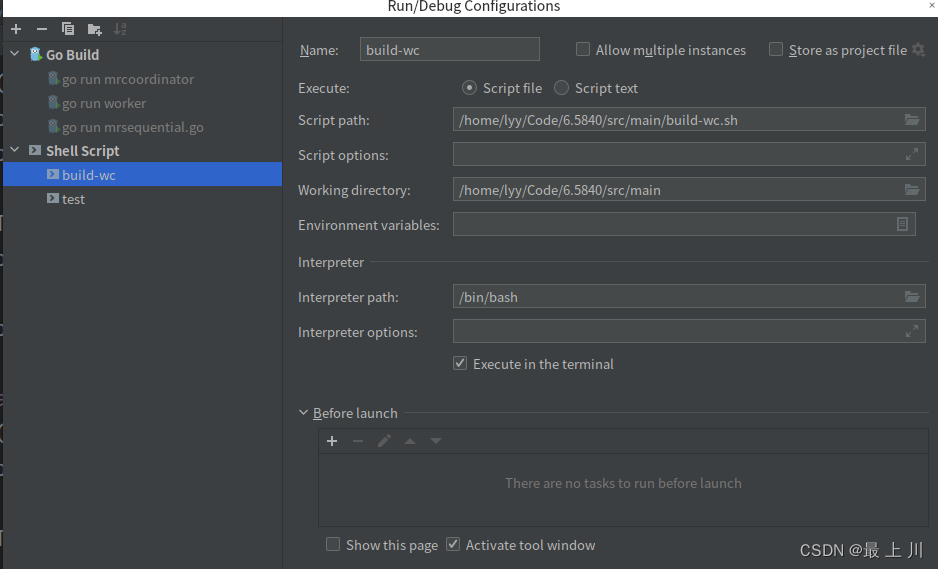 Run/Debug Configurations
Go Build
go run mrcoordinator
go run worker
go run mrsequential.go
Shell Script
build-wc
test
Name: build-wc Allow multiple instances Store as project file
Execute: Script file Script text
Script path: /home/lyy/Code/6.5840/src/main/build-wc.sh
Script options:
Working directory: /home/lyy/Code/6.5840/src/main
Environment variables:
Interpreter
Interpreter path: /bin/bash
Interpreter options:
Execute in the terminal
Before launch
There are no tasks to run before launch
Show this page Activate tool window
CSDN @最 上 川